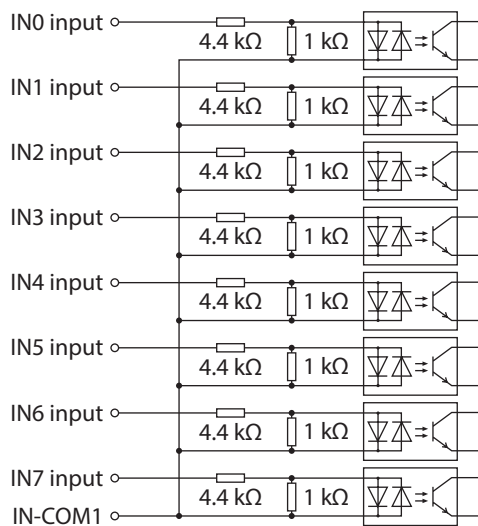 IN0 input
4.4 kΩ 1 kΩ
IN1 input
4.4 kΩ 1 kΩ
IN2 input
4.4 kΩ 1 kΩ
IN3 input
4.4 kΩ 1 kΩ
IN4 input
4.4 kΩ 1 kΩ
IN5 input
4.4 kΩ 1 kΩ
IN6 input
4.4 kΩ 1 kΩ
IN7 input
4.4 kΩ 1 kΩ
IN-COM1